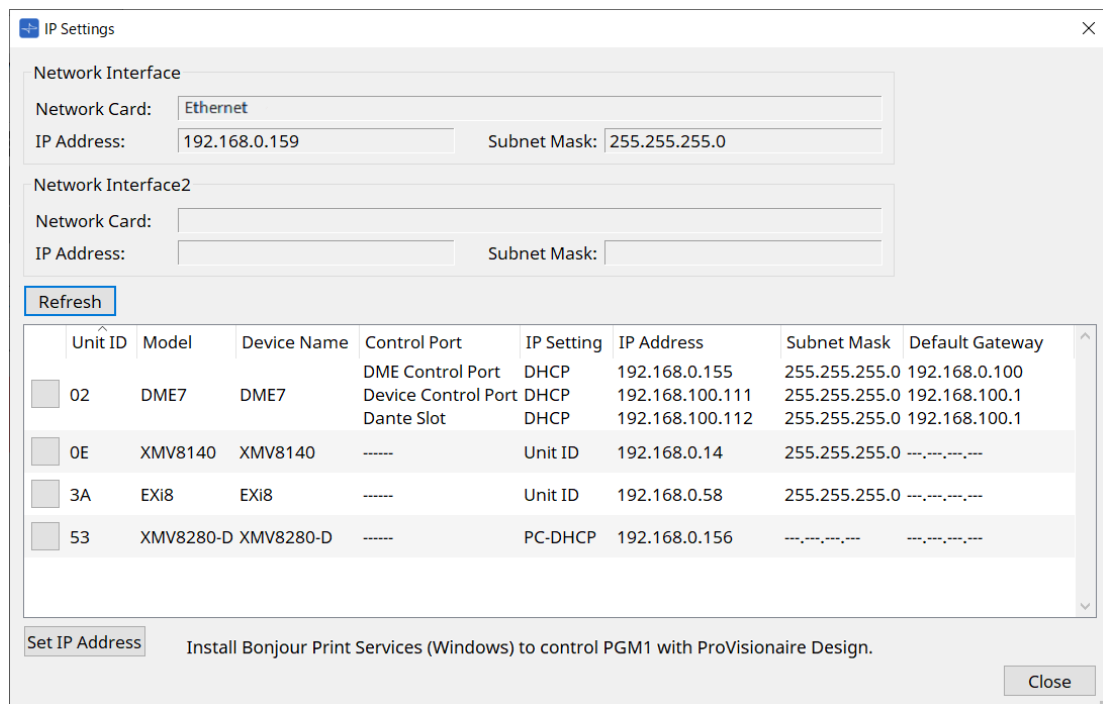 IP Settings
Network Interface
Network Card: Ethernet
IP Address: 192.168.0.159 Subnet Mask: 255.255.255.0
Network Interface2
Network Card:
IP Address: Subnet Mask:
Refresh
Unit ID Model Device Name Control Port IP Setting IP Address Subnet Mask Default Gateway
DME Control Port DHCP 192.168.0.155 255.255.255.0 192.168.0.100
02 DME7 DME7 Device Control Port DHCP 192.168.100.111 255.255.255.0 192.168.100.1
Dante Slot DHCP 192.168.100.112 255.255.255.0 192.168.100.1
0E XMV8140 XMV8140 ------ Unit ID 192.168.0.14 255.255.255.0 ---.---.---.---
3A EXi8 EXi8 ------ Unit ID 192.168.0.58 255.255.255.0 ---.---.---.---
53 XMV8280-D XMV8280-D ------ PC-DHCP 192.168.0.156 ---.---.---.--- ---.---.---.---
Set IP Address Install Bonjour Print Services (Windows) to control PGM1 with ProVisionaire Design.
Close